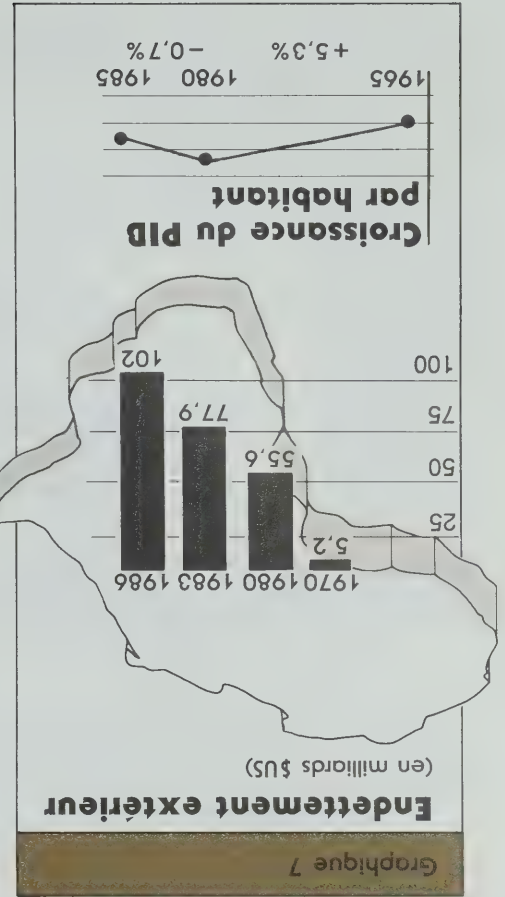 Graphique 7
Endettement extérieur
(en milliards $US)
1970 1980 1983 1986
25 5,2
50 55,6
75 77,9
100 102
Croissance du PIB
par habitant
1965 1980 1985
+5,3% −0,7%